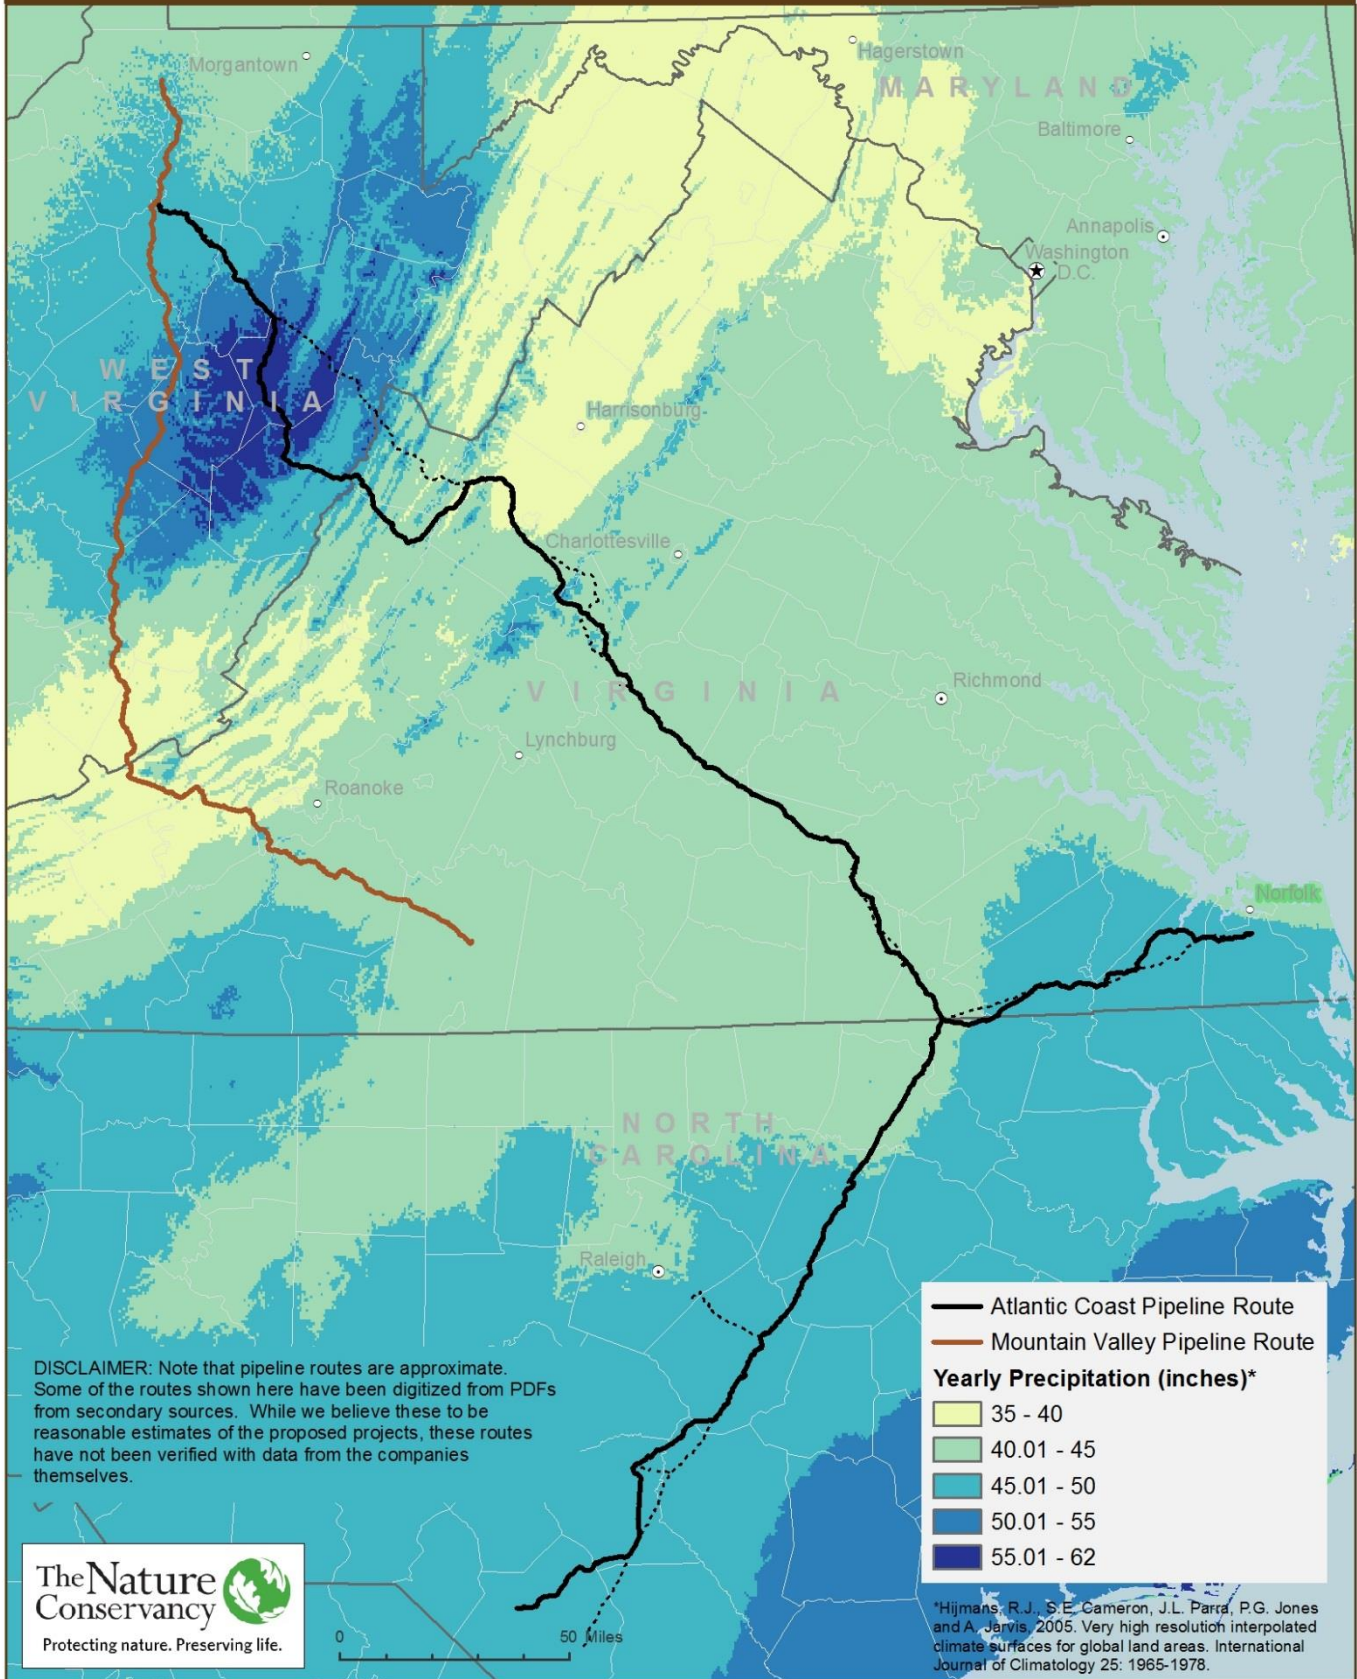 Morgantown
Hagerstown
MARYLAND
Baltimore
Annapolis
Washington
D.C.
WEST
VIRGINIA
Harrisonburg
Charlottesville
VIRGINIA
Richmond
Lynchburg
Roanoke
Norfolk
NORTH
CAROLINA
Raleigh
Atlantic Coast Pipeline Route
Mountain Valley Pipeline Route
Yearly Precipitation (inches)*
35 - 40
40.01 - 45
45.01 - 50
50.01 - 55
55.01 - 62
DISCLAIMER: Note that pipeline routes are approximate.
Some of the routes shown here have been digitized from PDFs
from secondary sources. While we believe these to be
reasonable estimates of the proposed projects, these routes
have not been verified with data from the companies
themselves.
The Nature
Conservancy
Protecting nature. Preserving life.
0 50 Miles
*Hijmans, R.J., S.E. Cameron, J.L. Parra, P.G. Jones
and A. Jarvis, 2005. Very high resolution interpolated
climate surfaces for global land areas. International
Journal of Climatology 25: 1965-1978.